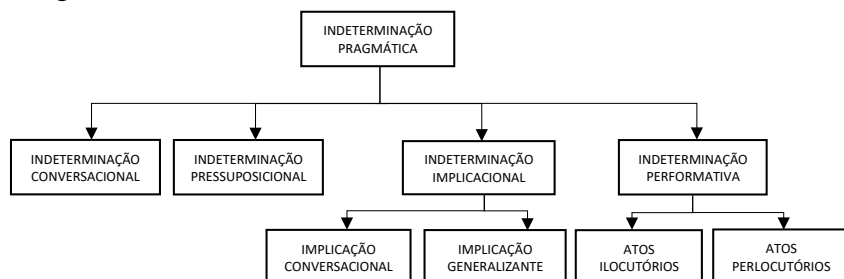 INDETERMINAÇÃO
PRAGMÁTICA
INDETERMINAÇÃO
CONVERSACIONAL
INDETERMINAÇÃO
PRESSUPOSICIONAL
INDETERMINAÇÃO
IMPLICACIONAL
INDETERMINAÇÃO
PERFORMATIVA
IMPLICAÇÃO
CONVERSACIONAL
IMPLICAÇÃO
GENERALIZANTE
ATOS
ILOCUTÓRIOS
ATOS
PERLOCUTÓRIOS